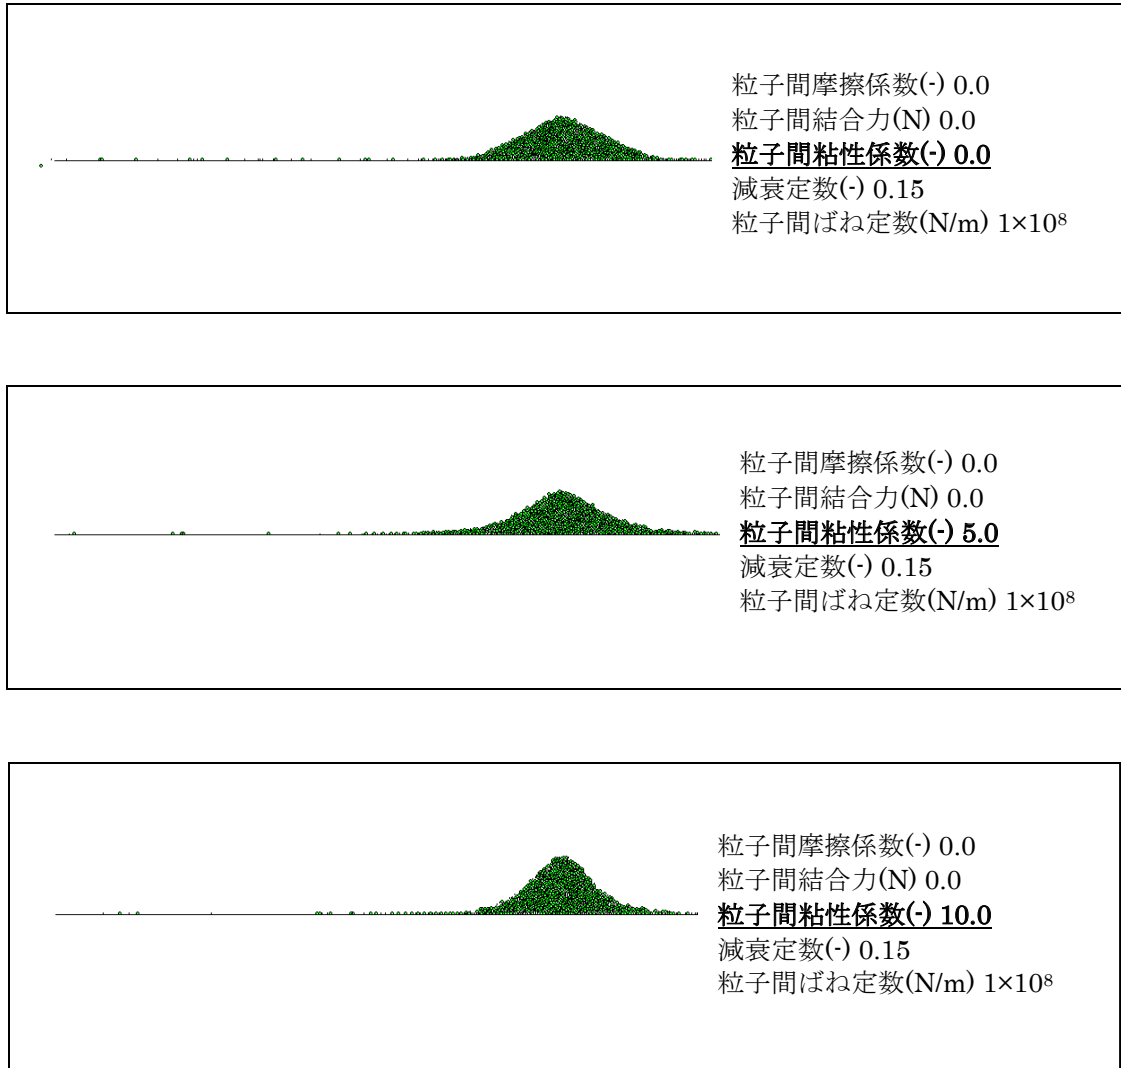 粒子間摩擦係数(-) 0.0
粒子間結合力(N) 0.0
粒子間粘性係数(-) 0.0
減衰定数(-) 0.15
粒子間ばね定数(N/m) 1×10⁸
粒子間摩擦係数(-) 0.0
粒子間結合力(N) 0.0
粒子間粘性係数(-) 5.0
減衰定数(-) 0.15
粒子間ばね定数(N/m) 1×10⁸
粒子間摩擦係数(-) 0.0
粒子間結合力(N) 0.0
粒子間粘性係数(-) 10.0
減衰定数(-) 0.15
粒子間ばね定数(N/m) 1×10⁸